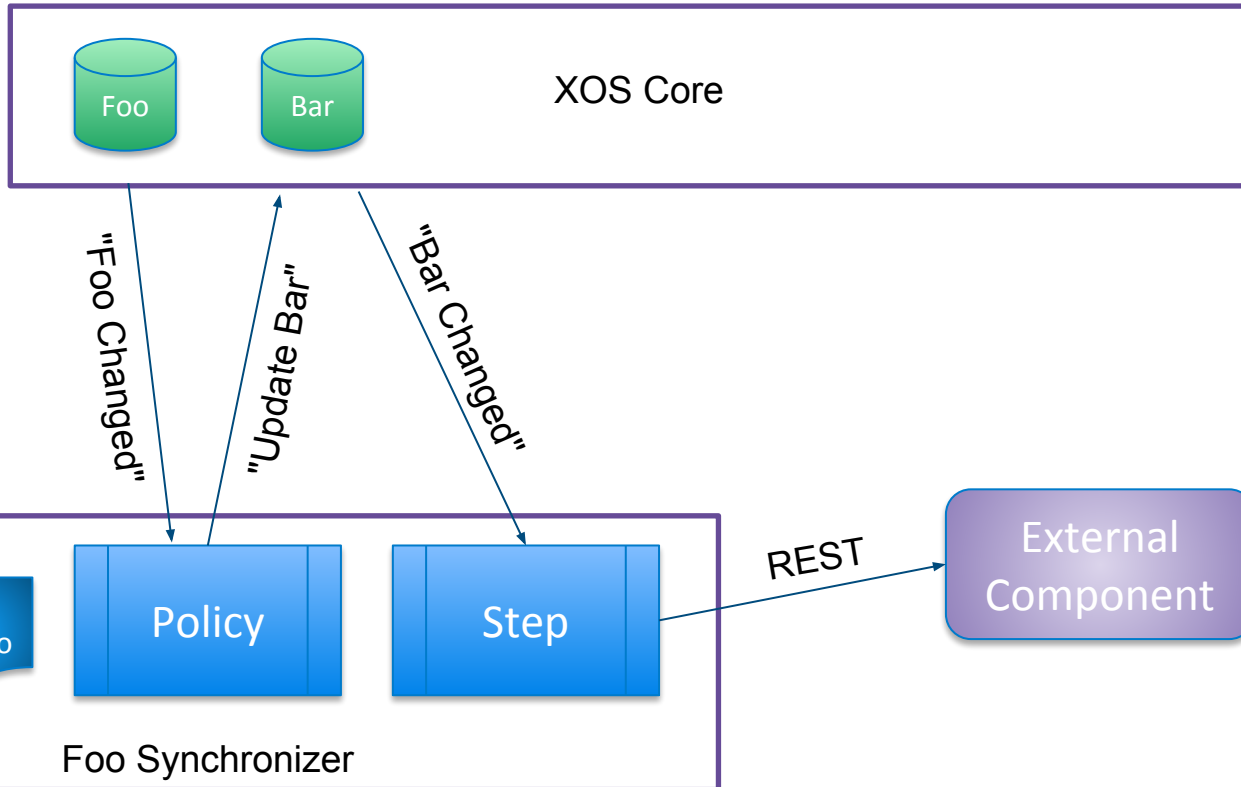 Foo
Bar
XOS Core
"Foo Changed"
"Update Bar"
"Bar Changed"
REST
External
Component
Policy
Step
Foo Synchronizer